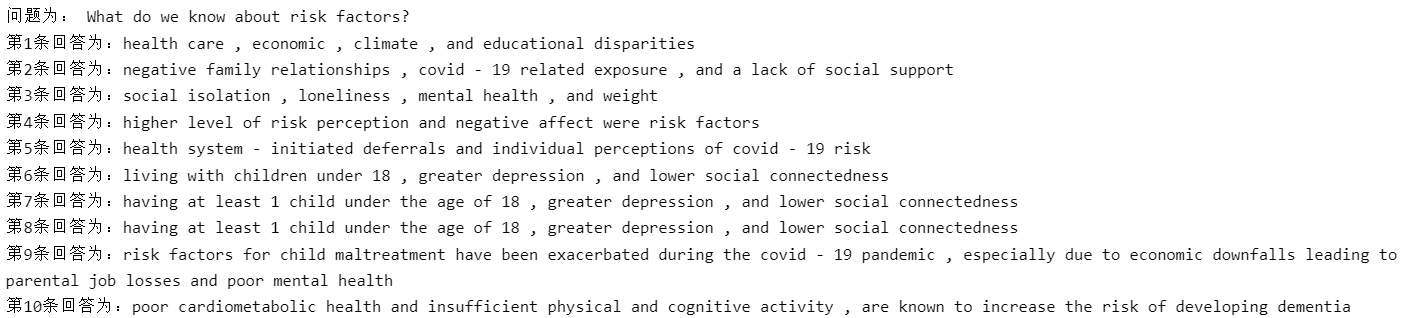 问题为： What do we know about risk factors?
第1条回答为：health care , economic , climate , and educational disparities
第2条回答为：negative family relationships , covid - 19 related exposure , and a lack of social support
第3条回答为：social isolation , loneliness , mental health , and weight
第4条回答为：higher level of risk perception and negative affect were risk factors
第5条回答为：health system - initiated deferrals and individual perceptions of covid - 19 risk
第6条回答为：living with children under 18 , greater depression , and lower social connectedness
第7条回答为：having at least 1 child under the age of 18 , greater depression , and lower social connectedness
第8条回答为：having at least 1 child under the age of 18 , greater depression , and lower social connectedness
第9条回答为：risk factors for child maltreatment have been exacerbated during the covid - 19 pandemic , especially due to economic downfalls leading to
parental job losses and poor mental health
第10条回答为：poor cardiometabolic health and insufficient physical and cognitive activity , are known to increase the risk of developing dementia